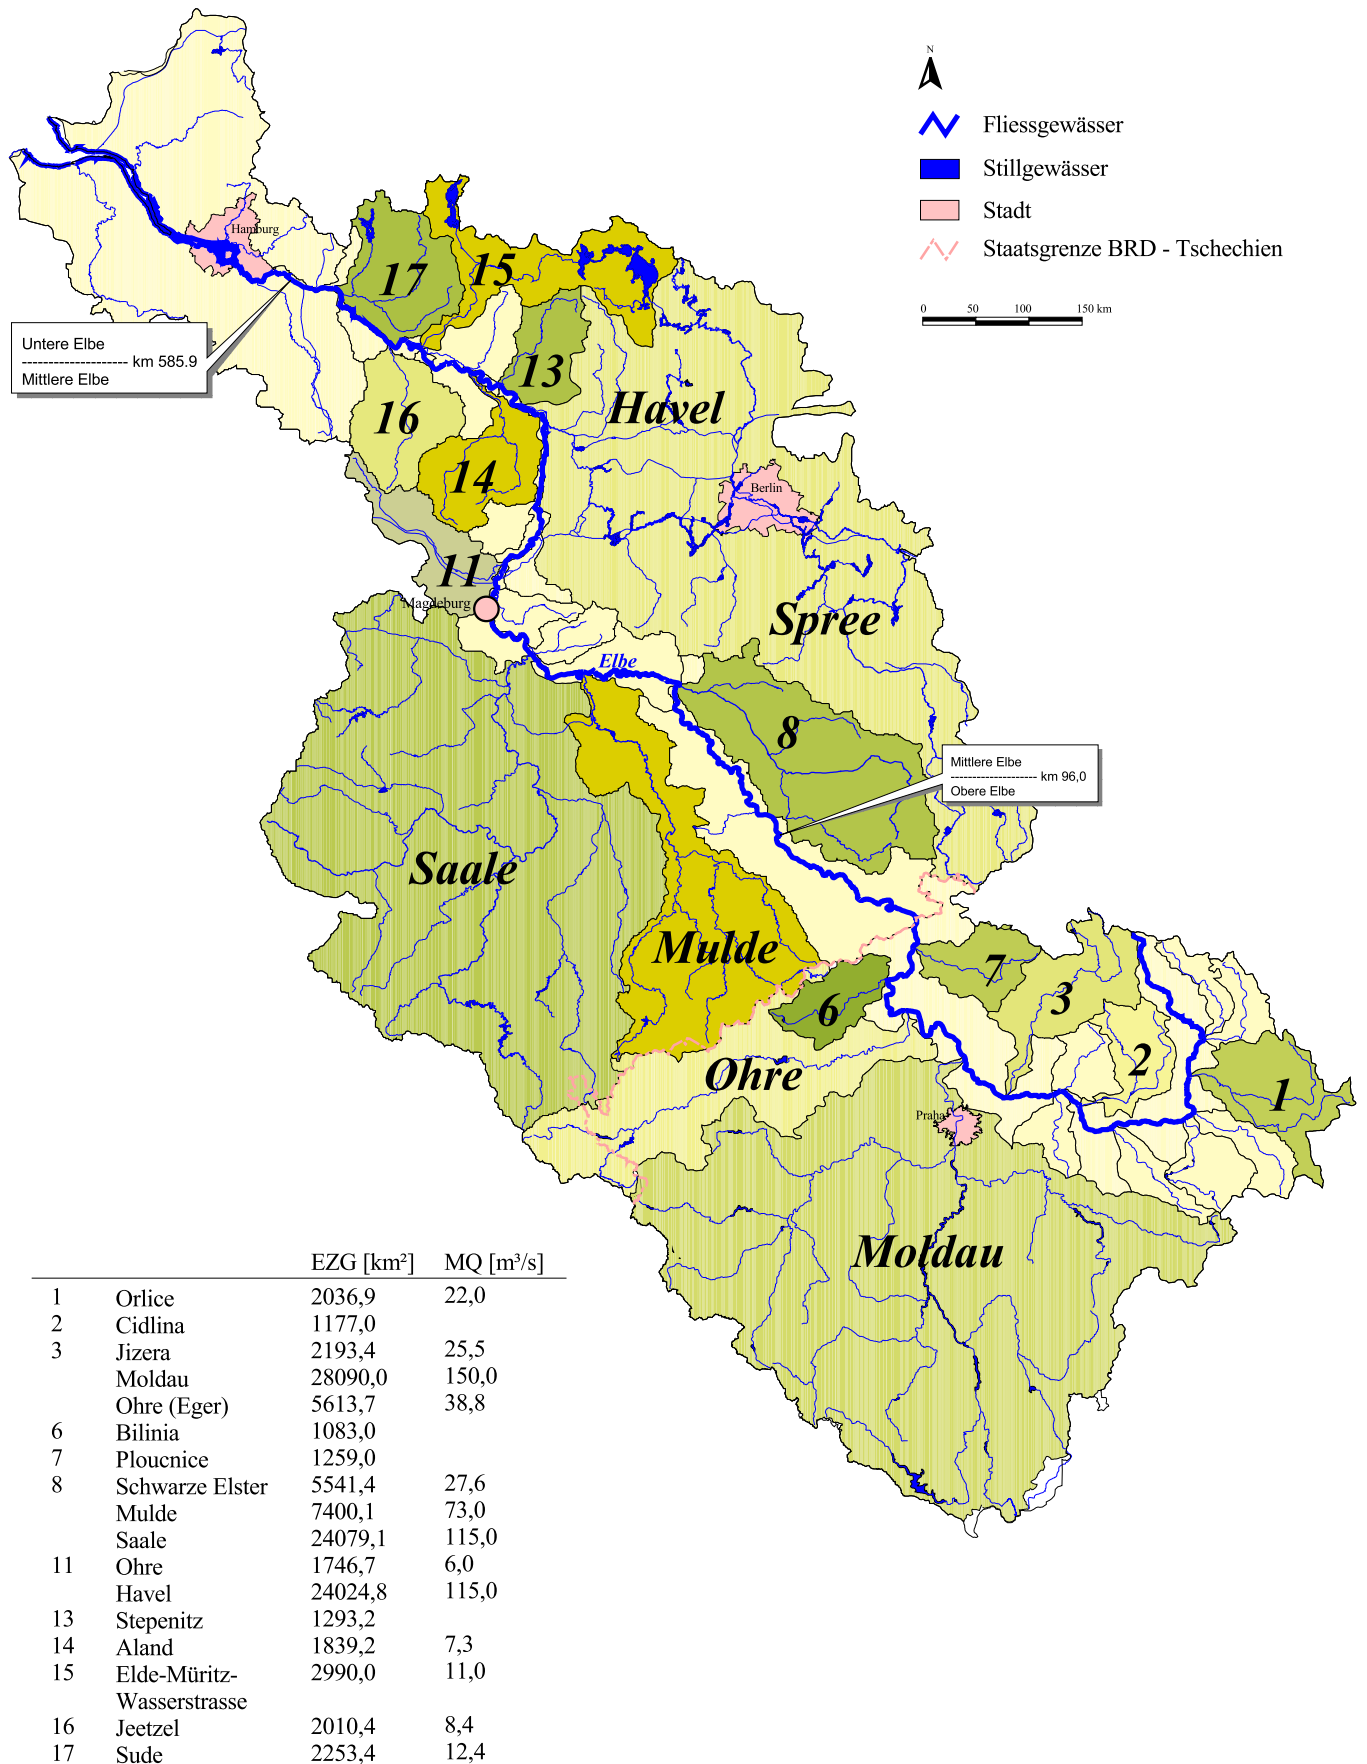 N
Fliessgewässer
Stillgewässer
Stadt
Staatsgrenze BRD - Tschechien
0 50 100 150 km
Hamburg
17
15
Untere Elbe
--------------------- km 585.9
Mittlere Elbe
13
Havel
16
14
Berlin
11
Magdeburg
Spree
Elbe
8
Mittlere Elbe
-------------------- km 96,0
Obere Elbe
Saale
Mulde
7
3
6
2
Ohre
1
Praha
Moldau
EZG [km²] MQ [m³/s]
1 Orlice 2036,9 22,0
2 Cidlina 1177,0
3 Jizera 2193,4 25,5
Moldau 28090,0 150,0
Ohre (Eger) 5613,7 38,8
6 Bilinia 1083,0
7 Ploucnice 1259,0
8 Schwarze Elster 5541,4 27,6
Mulde 7400,1 73,0
Saale 24079,1 115,0
11 Ohre 1746,7 6,0
Havel 24024,8 115,0
13 Stepenitz 1293,2
14 Aland 1839,2 7,3
15 Elde-Müritz- 2990,0 11,0
Wasserstrasse
16 Jeetzel 2010,4 8,4
17 Sude 2253,4 12,4